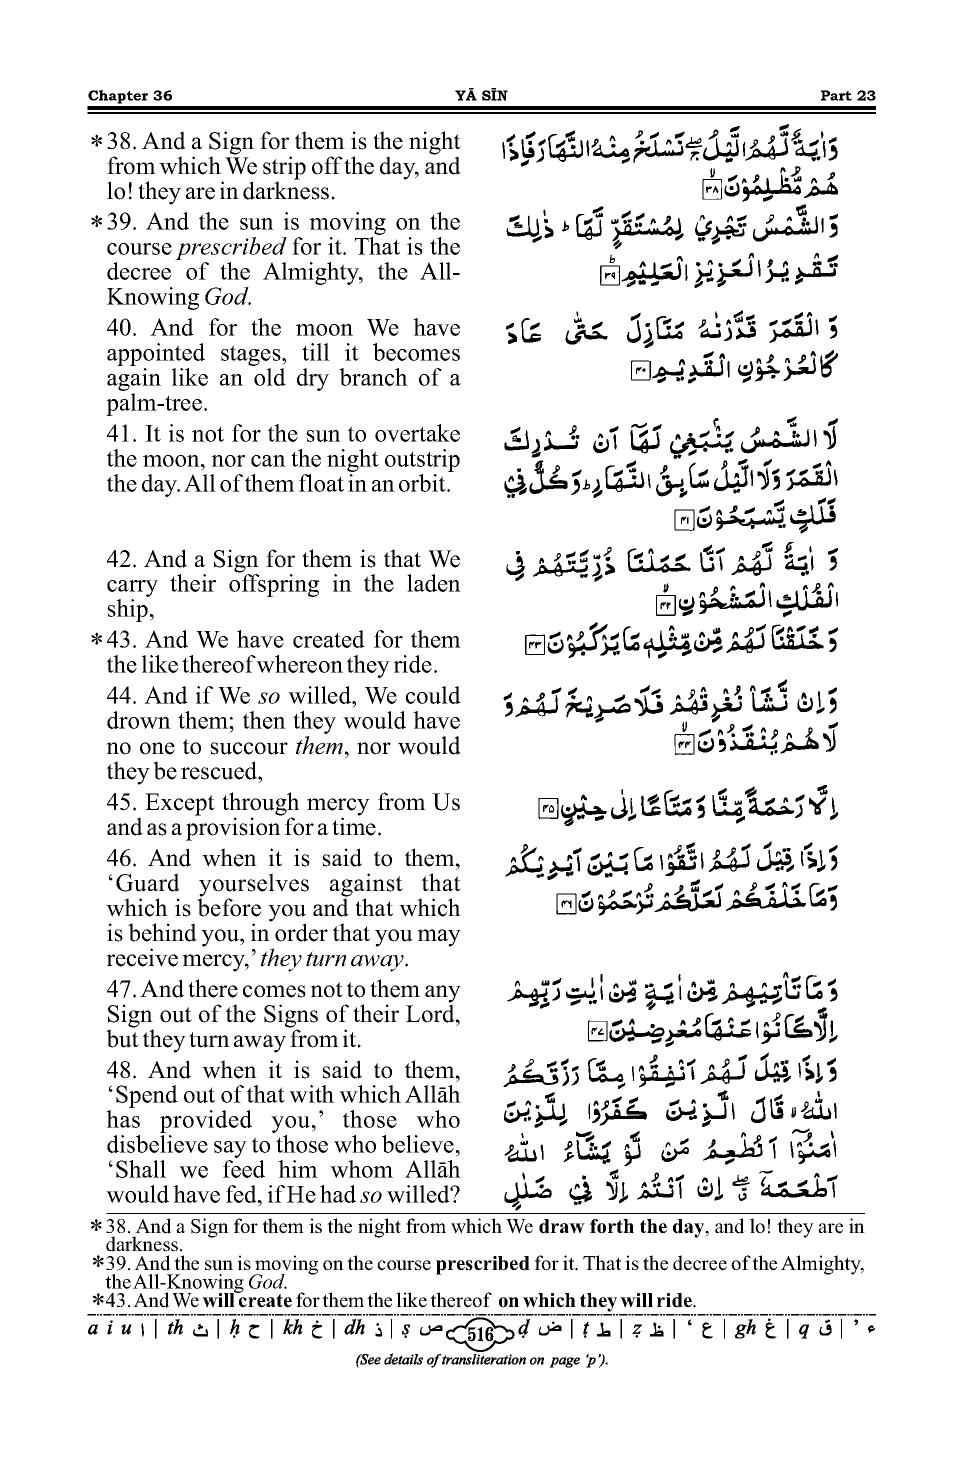 Chapter 36 YĀ SĪN Part 23
*38. And a Sign for them is the night
from which We strip off the day, and
lo! they are in darkness.
*39. And the sun is moving on the
course prescribed for it. That is the
decree of the Almighty, the All-
Knowing God.
40. And for the moon We have
appointed stages, till it becomes
again like an old dry branch of a
palm-tree.
41. It is not for the sun to overtake
the moon, nor can the night outstrip
the day. All of them float in an orbit.
42. And a Sign for them is that We
carry their offspring in the laden
ship,
*43. And We have created for them
the like thereof whereon they ride.
44. And if We so willed, We could
drown them; then they would have
no one to succour them, nor would
they be rescued,
45. Except through mercy from Us
and as a provision for a time.
46. And when it is said to them,
‘Guard yourselves against that
which is before you and that which
is behind you, in order that you may
receive mercy,’ they turn away.
47. And there comes not to them any
Sign out of the Signs of their Lord,
but they turn away from it.
48. And when it is said to them,
‘Spend out of that with which Allāh
has provided you,’ those who
disbelieve say to those who believe,
‘Shall we feed him whom Allāh
would have fed, if He had so willed?
وَاٰيَةٌ لَّهُمُ الَّيْلُ ۖۚ نَسْلَخُ مِنْهُ النَّهَارَ فَاِذَا
هُمْ مُّظْلِمُوْنَ ۙ۳۸
وَالشَّمْسُ تَجْرِيْ لِمُسْتَقَرٍّ لَّهَا ؕ ذٰلِكَ
تَقْدِيْرُ الْعَزِيْزِ الْعَلِيْمِ ؕ۳۹
وَ الْقَمَرَ قَدَّرْنٰهُ مَنَازِلَ حَتّٰى عَادَ
كَالْعُرْجُوْنِ الْقَدِيْمِ ۴۰
لَا الشَّمْسُ يَنْۢبَغِيْ لَهَاۤ اَنْ تُدْرِكَ
الْقَمَرَ وَلَا الَّيْلُ سَابِقُ النَّهَارِ ؕ وَكُلٌّ فِيْ
فَلَكٍ يَّسْبَحُوْنَ ۴۱
وَ اٰيَةٌ لَّهُمْ اَنَّا حَمَلْنَا ذُرِّيَّتَهُمْ فِى
الْفُلْكِ الْمَشْحُوْنِ ۙ۴۲
وَ خَلَقْنَا لَهُمْ مِّنْ مِّثْلِهٖ مَا يَرْكَبُوْنَ ۴۳
وَ اِنْ نَّشَاْ نُغْرِقْهُمْ فَلَا صَرِيْخَ لَهُمْ وَ
لَا هُمْ يُنْقَذُوْنَ ۙ۴۴
اِلَّا رَحْمَةً مِّنَّا وَ مَتَاعًا اِلٰى حِيْنٍ ۴۵
وَ اِذَا قِيْلَ لَهُمُ اتَّقُوْا مَا بَيْنَ اَيْدِيْكُمْ
وَمَا خَلْفَكُمْ لَعَلَّكُمْ تُرْحَمُوْنَ ۴۶
وَ مَا تَاْتِيْهِمْ مِّنْ اٰيَةٍ مِّنْ اٰيٰتِ رَبِّهِمْ
اِلَّا كَانُوْا عَنْهَا مُعْرِضِيْنَ ۴۷
وَ اِذَا قِيْلَ لَهُمْ اَنْفِقُوْا مِمَّا رَزَقَكُمُ
اللّٰهُ ۙ قَالَ الَّذِيْنَ كَفَرُوْا لِلَّذِيْنَ
اٰمَنُوْۤا اَنُطْعِمُ مَنْ لَّوْ يَشَآءُ اللّٰهُ
اَطْعَمَهٗۤ ۖۗ اِنْ اَنْتُمْ اِلَّا فِيْ ضَلٰلٍ
*38. And a Sign for them is the night from which We draw forth the day, and lo! they are in
darkness.
*39. And the sun is moving on the course prescribed for it. That is the decree of the Almighty,
the All-Knowing God.
*43. And We will create for them the like thereof on which they will ride.
a i u ا | th ث | ḥ ح | kh خ | dh ذ | ṣ ص 516 ḍ ض | ṭ ط | ẓ ظ | ‘ ع | gh غ | q ق | ’ ء
(See details of transliteration on page ‘p’).